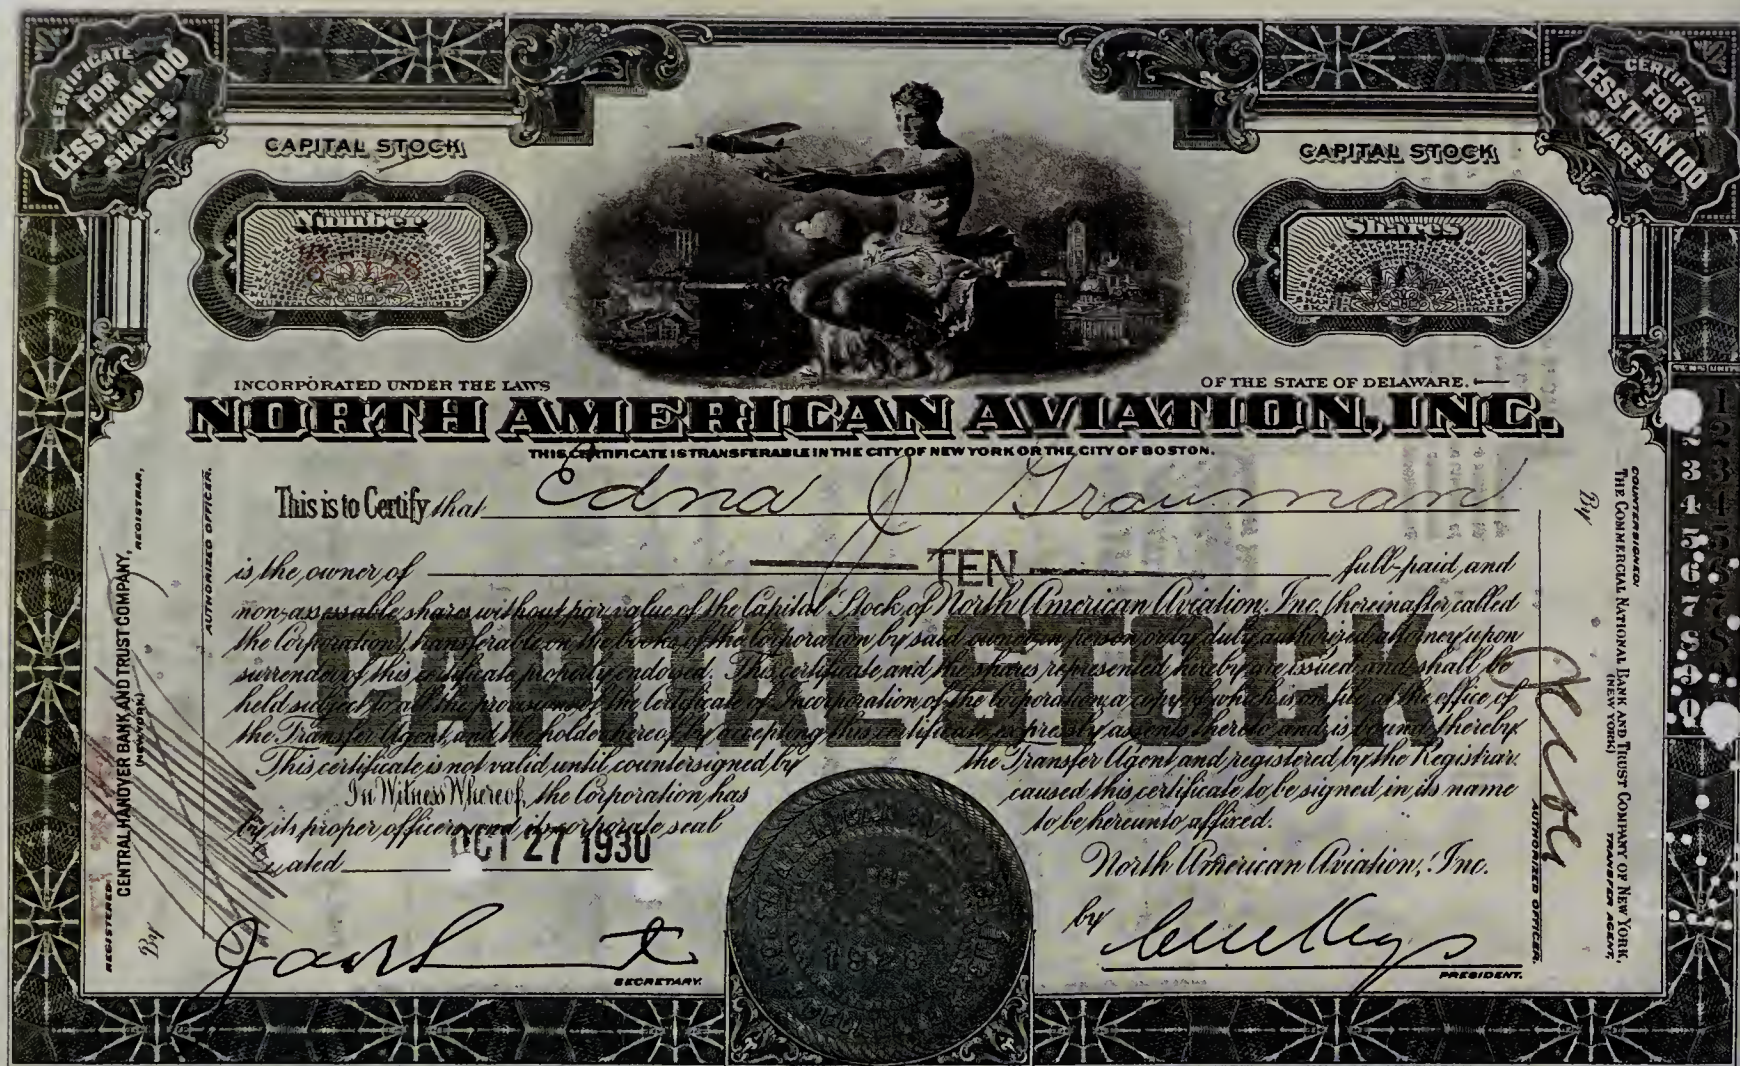 CERTIFICATE
FOR
LESS THAN 100
SHARES
CERTIFICATE
FOR
LESS THAN 100
SHARES
CAPITAL STOCK
CAPITAL STOCK
Number
Shares
INCORPORATED UNDER THE LAWS
OF THE STATE OF DELAWARE.
NORTH AMERICAN AVIATION, INC.
THIS CERTIFICATE IS TRANSFERABLE IN THE CITY OF NEW YORK OR THE CITY OF BOSTON.
This is to Certify that Edna J Grauman
is the owner of TEN full-paid and
non-assessable shares without par value of the Capital Stock of North American Aviation, Inc. (hereinafter called
the Corporation) transferable on the books of the Corporation by said owner in person or by duly authorized attorney upon
surrender of this certificate properly endorsed. This certificate and the shares represented hereby are issued and shall be
held subject to all the provisions of the Certificate of Incorporation of the Corporation, a copy of which is on file at the office of
the Transfer Agent, and the holder hereof, by accepting this certificate, expressly assents thereto and is bound thereby.
This certificate is not valid until countersigned by the Transfer Agent and registered by the Registrar.
In Witness Whereof, the Corporation has caused this certificate to be signed in its name
by its proper officers and its corporate seal to be hereunto affixed.
Dated OCT 27 1930
North American Aviation, Inc.
by
SECRETARY.
PRESIDENT.
CAPITAL STOCK
REGISTERED:
CENTRAL HANOVER BANK AND TRUST COMPANY,
(NEW YORK)
REGISTRAR,
By
AUTHORIZED OFFICER.
COUNTERSIGNED:
THE COMMERCIAL NATIONAL BANK AND TRUST COMPANY OF NEW YORK,
(NEW YORK)
TRANSFER AGENT,
By
AUTHORIZED OFFICER.
TENS UNITS
1
2
3
4
5
6
7
8
9
0